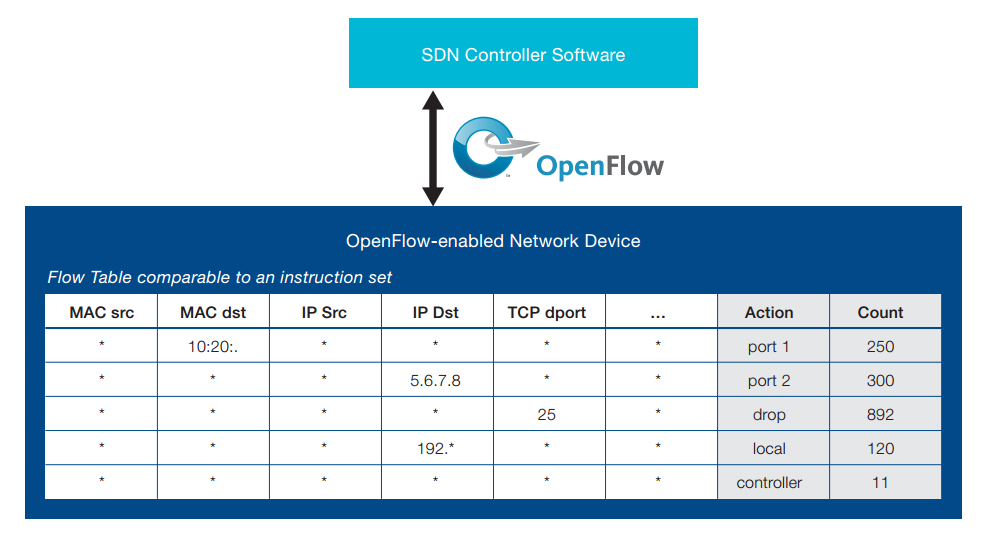 SDN Controller Software
OpenFlow
™
OpenFlow-enabled Network Device
Flow Table comparable to an instruction set
MAC src MAC dst IP Src IP Dst TCP dport ... Action Count
* 10:20:. * * * * port 1 250
* * * 5.6.7.8 * * port 2 300
* * * * 25 * drop 892
* * * 192.* * * local 120
* * * * * * controller 11